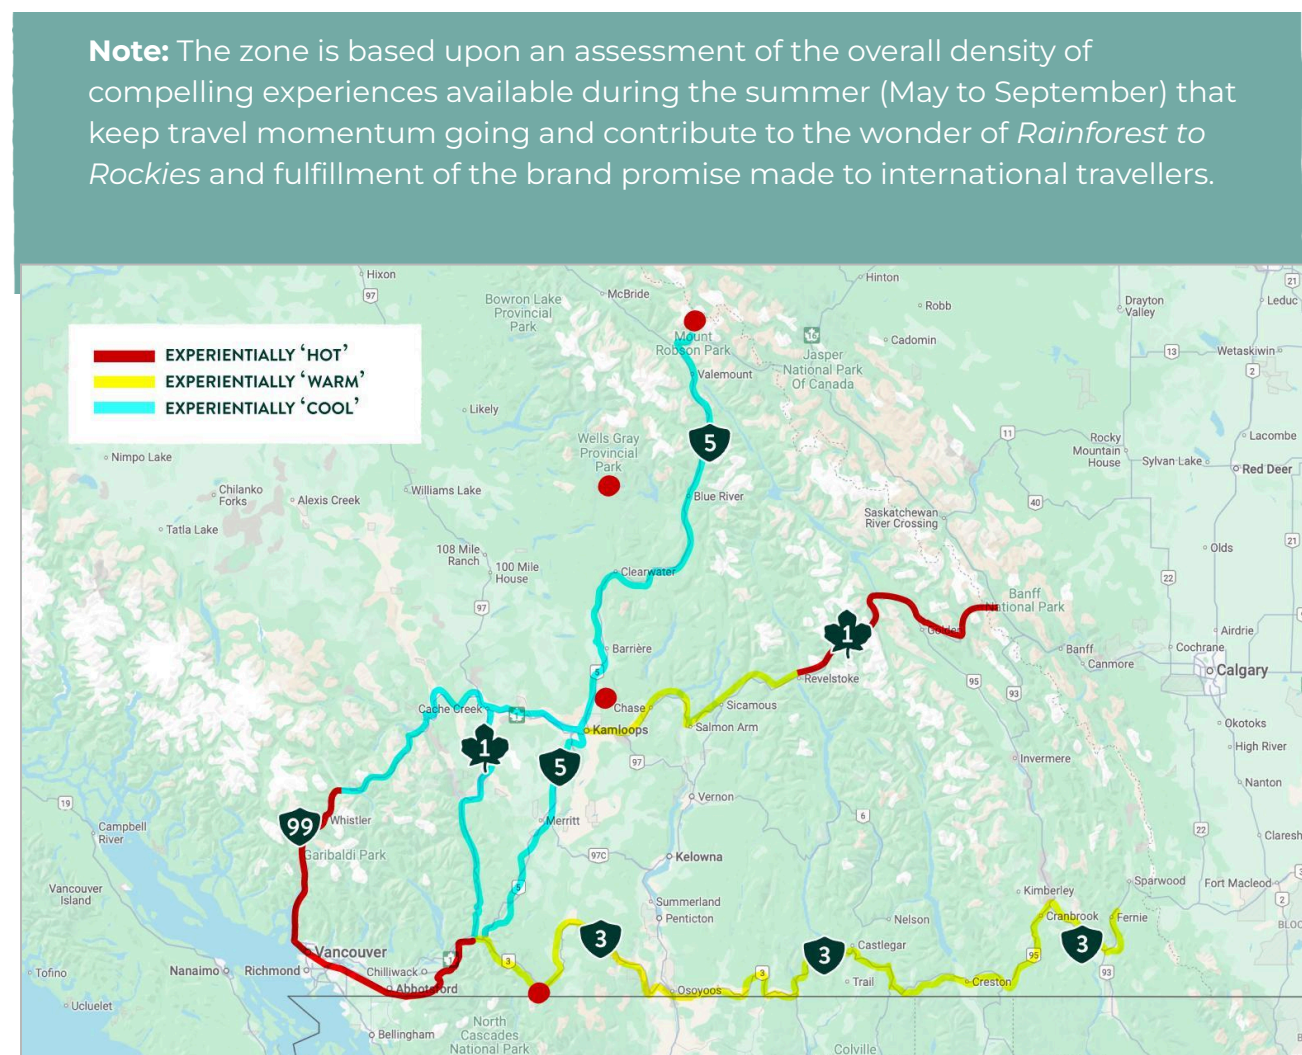 Note: The zone is based upon an assessment of the overall density of
compelling experiences available during the summer (May to September) that
keep travel momentum going and contribute to the wonder of Rainforest to
Rockies and fulfillment of the brand promise made to international travellers.
EXPERIENTIALLY ‘HOT’
EXPERIENTIALLY ‘WARM’
EXPERIENTIALLY ‘COOL’
Hixon
97
Bowron Lake
Provincial
Park
McBride
Mount
Robson Park
Valemount
Hinton
Robb
16
Cadomin
Jasper
National Park
Of Canada
Drayton
Valley
21
Leduc
13
Wetaskiwin
2
Likely
Nimpo Lake
Wells Gray
Provincial
Park
5
11
Rocky
Mountain
House
Lacombe
Sylvan Lake
Red Deer
Chilanko
Forks
Alexis Creek
Williams Lake
Blue River
40
Tatla Lake
Saskatchewan
River Crossing
108 Mile
Ranch
100 Mile
House
Clearwater
Olds
21
22
97
Banff
National Park
1
Golden
Airdrie
Barrière
Banff
Cochrane
Canmore
Calgary
5
Revelstoke
95
93
Cache Creek
1
Chase
Sicamous
Kamloops
Salmon Arm
Okotoks
High River
1
5
97
Invermere
Nanton
Vernon
19
Campbell
River
99
Whistler
Merritt
6
22
Claresh
Garibaldi Park
97C
Kelowna
Vancouver
Island
5
Summerland
Penticton
Kimberley
Sparwood
Fort Macleod
2
3
Nelson
Cranbrook
Fernie
BLOO
Vancouver
1
3
3
3
Castlegar
3
95
93
Tofino
Nanaimo
Richmond
Chilliwack
Abbotsford
3
Trail
Creston
Osoyoos
Ucluelet
Bellingham
North
Cascades
National Park
Colville